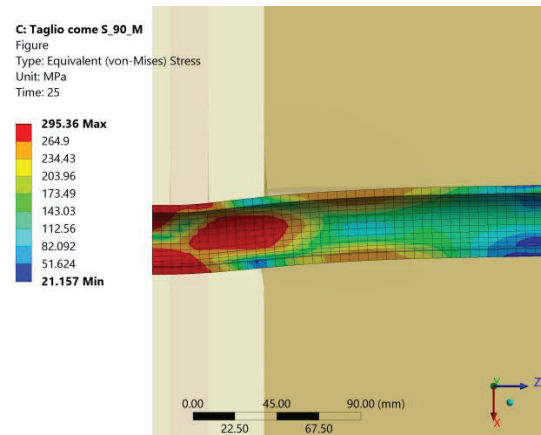 C: Taglio come S_90_M
Figure
Type: Equivalent (von-Mises) Stress
Unit: MPa
Time: 25
295.36 Max
264.9
234.43
203.96
173.49
143.03
112.56
82.092
51.624
21.157 Min
0.00 45.00 90.00 (mm)
22.50 67.50
Y
Z
X